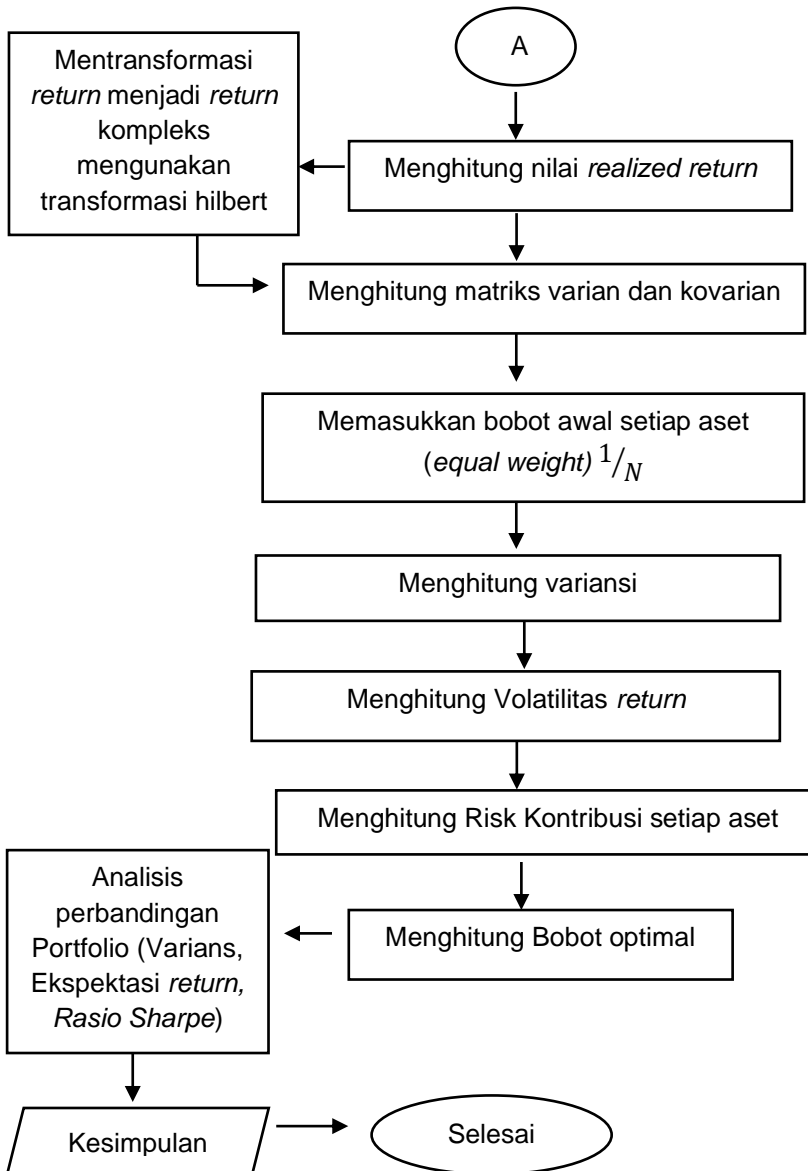 A
Menghitung nilai realized return
Mentransformasi
return menjadi return
kompleks
mengunakan
transformasi hilbert
Menghitung matriks varian dan kovarian
Memasukkan bobot awal setiap aset
(equal weight) 1/N
Menghitung variansi
Menghitung Volatilitas return
Menghitung Risk Kontribusi setiap aset
Menghitung Bobot optimal
Analisis
perbandingan
Portfolio (Varians,
Ekspektasi return,
Rasio Sharpe)
Kesimpulan
Selesai